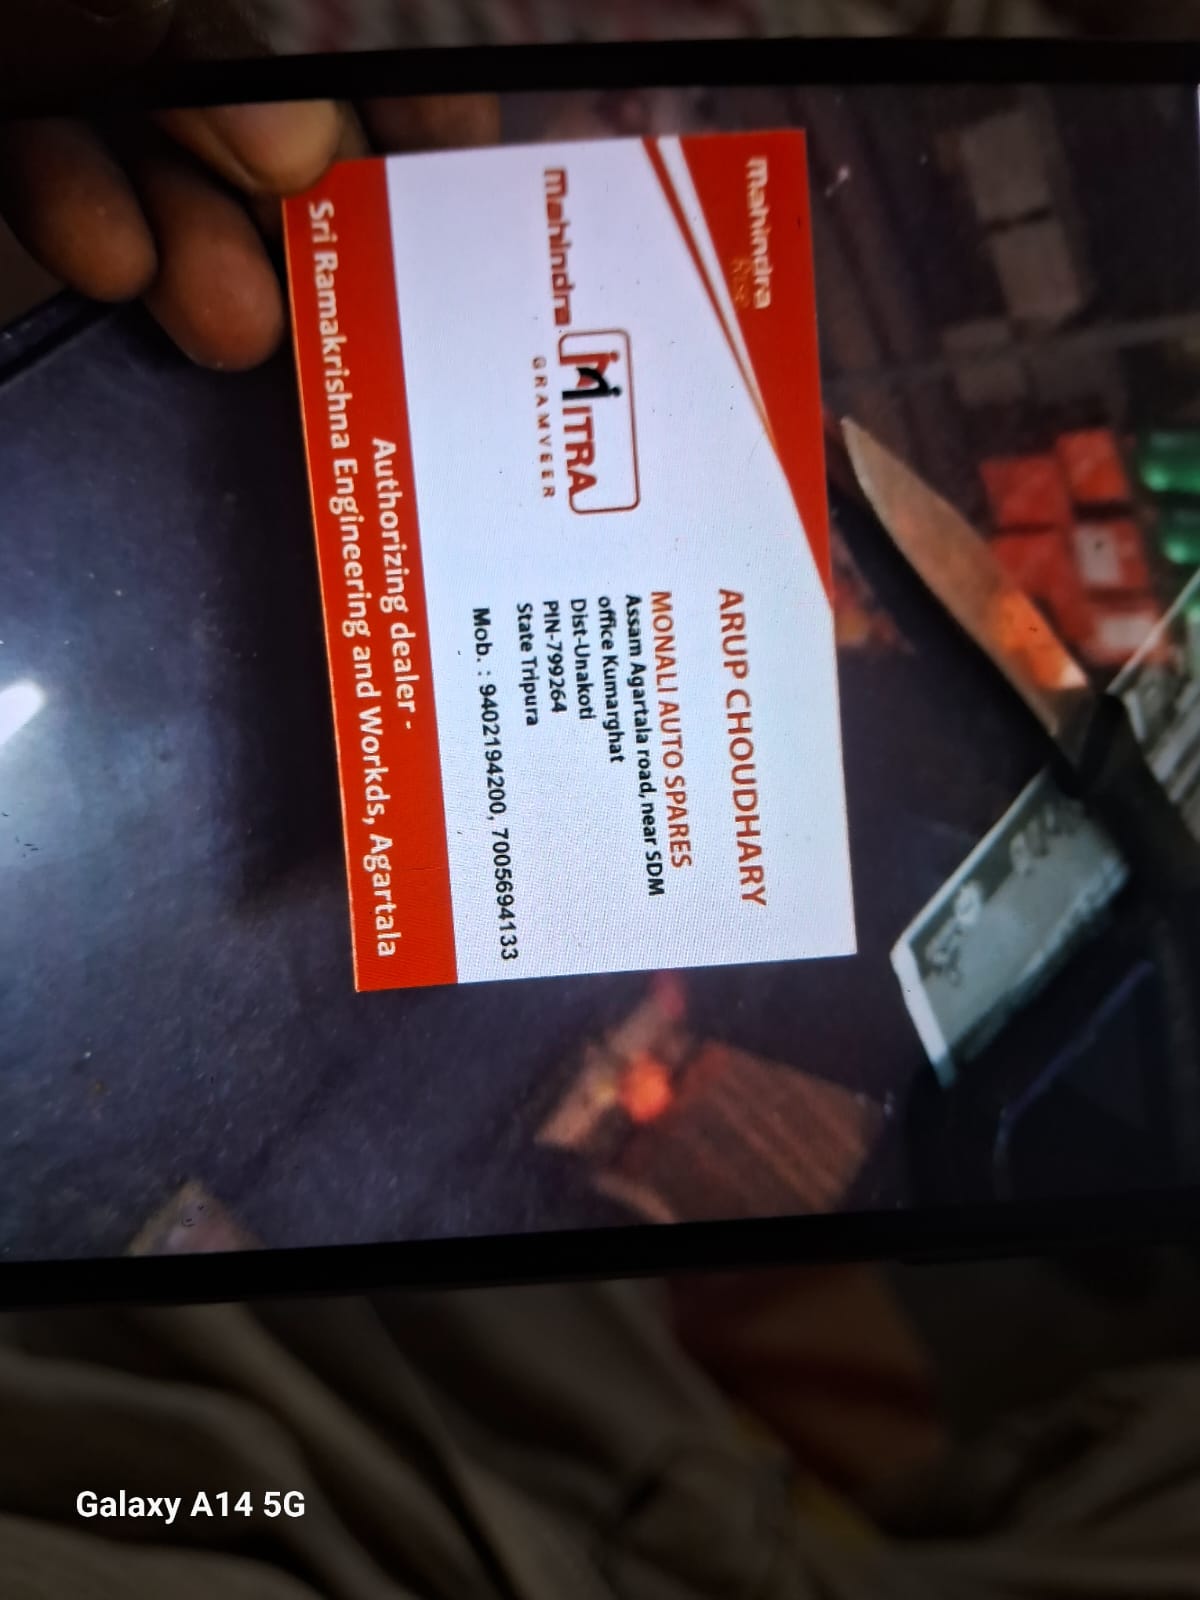 mahindra
Rise
ARUP CHOUDHARY
MONALI AUTO SPARES
Assam Agartala road, near SDM
office Kumarghat
Dist-Unakoti
PIN-799264
State Tripura
Mob. : 9402194200, 7005694133
mahindra
MITRA
GRAMVEER
Authorizing dealer -
Sri Ramakrishna Engineering and Workds, Agartala
Galaxy A14 5G